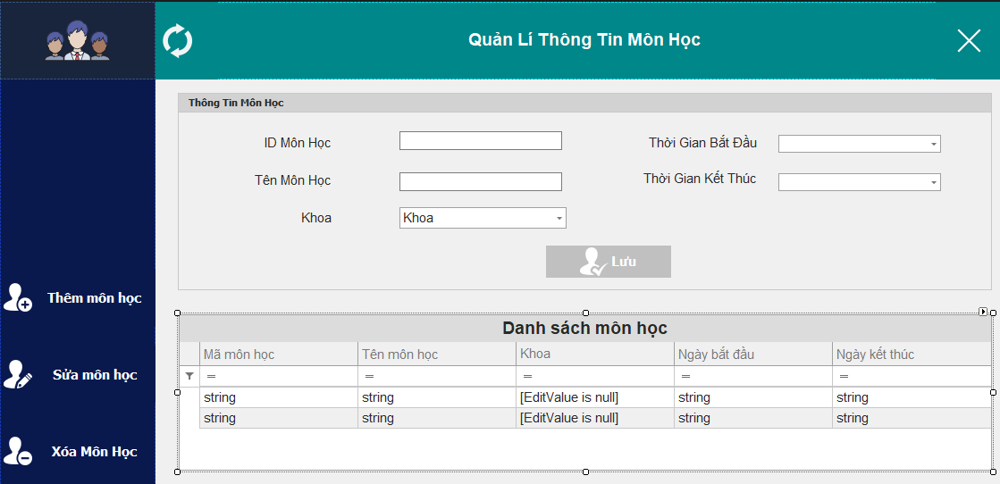 Quản Lí Thông Tin Môn Học
Thông Tin Môn Học
ID Môn Học
Thời Gian Bắt Đầu
Tên Môn Học
Thời Gian Kết Thúc
Khoa Khoa
Lưu
Thêm môn học
Sửa môn học
Xóa Môn Học
Danh sách môn học
Mã môn học Tên môn học Khoa Ngày bắt đầu Ngày kết thúc
= = = = =
string string [EditValue is null] string string
string string [EditValue is null] string string